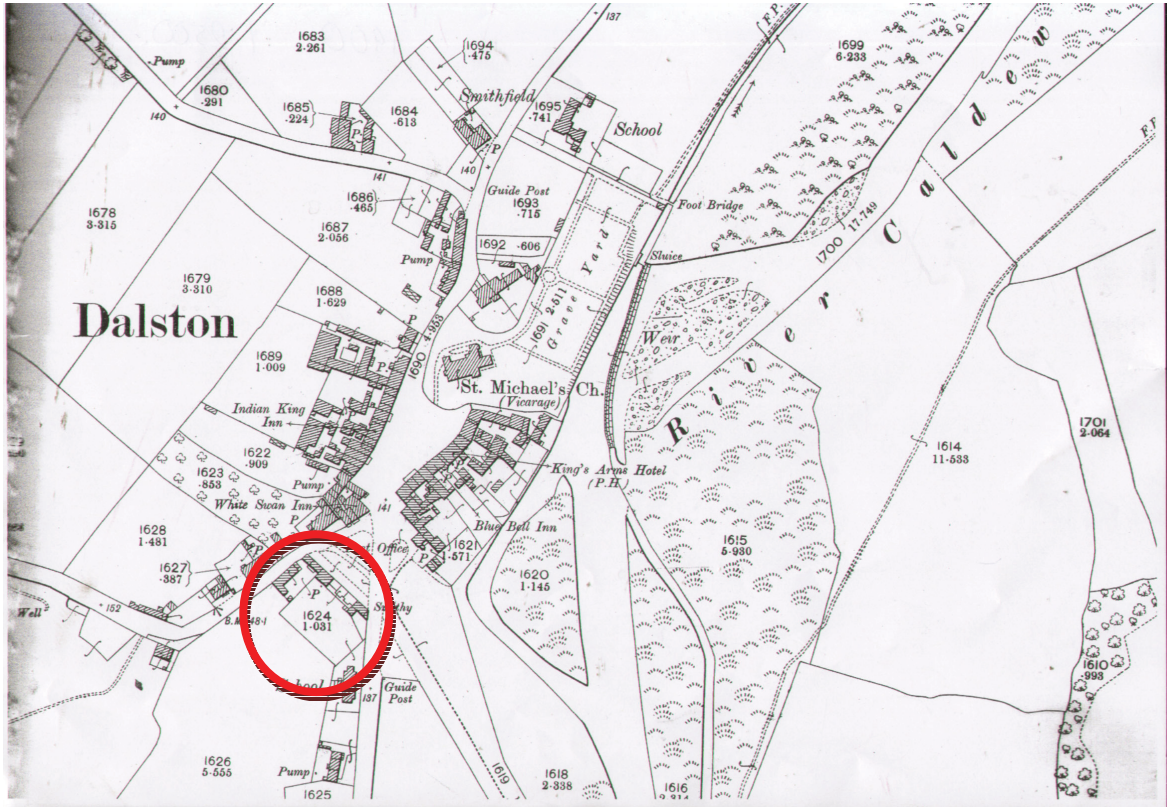 137
1683
2·261
1694
·475
F.P.
1699
6·233
Pump
1680
·291
140
1685
·224
P
1684
·613
Smithfield
1695
·741
School
P
140
141
F.P.
1678
3·315
1686
·465
Guide Post
1693
·715
Foot Bridge
1687
2·056
1692 ·606
Yard
Sluice
1700 17·749
River Caldew
Pump
1679
3·310
1688
1·629
Dalston
P
1690 4·953
1691 2·511
Grave
Weir
1689
1·009
P
St. Michael's Ch.
(Vicarage)
Indian King
Inn
1701
2·064
1614
11·533
1622
·909
1623
·853
Pump
King's Arms Hotel
(P.H.)
White Swan Inn
141
P
Blue Bell Inn
1628
1·481
Office
1621
·571
P
1615
5·930
P
1627
·387
1620
1·145
P
Well
152
1624
1·031
Smithy
1610
·993
School
137
Guide
Post
1626
5·555
Pump
1625
1619
1618
2·338
1616